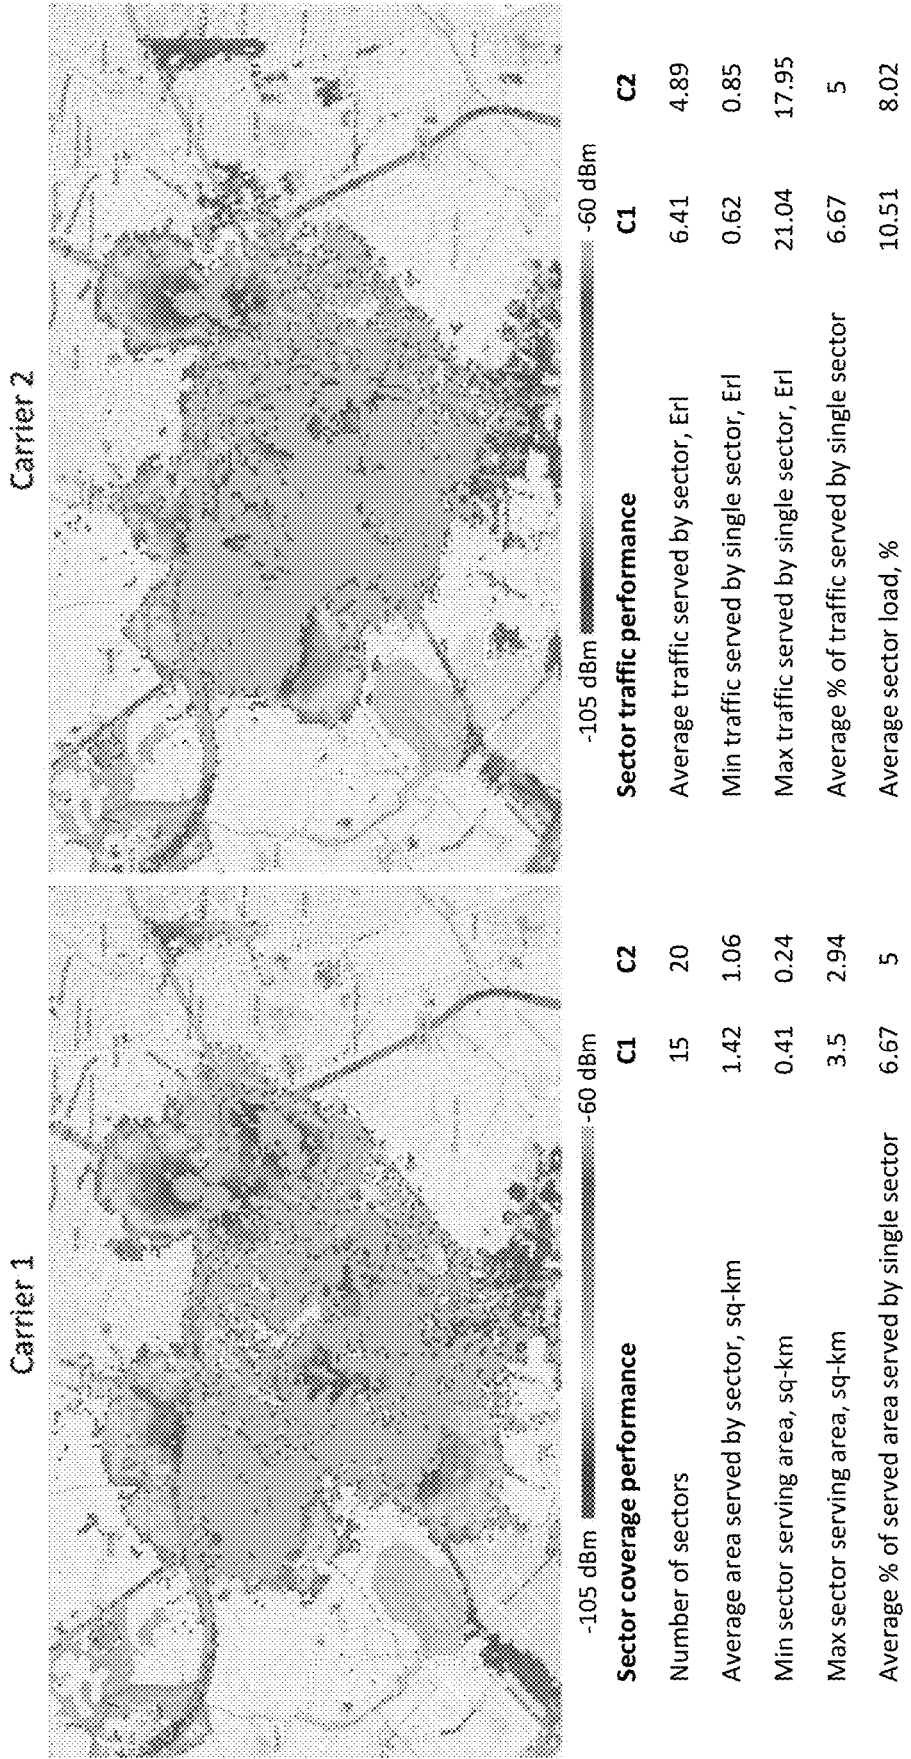 Carrier 1
Carrier 2
-105 dBm -60 dBm
-105 dBm -60 dBm
Sector coverage performance C1 C2
Number of sectors 15 20
Average area served by sector, sq-km 1.42 1.06
Min sector serving area, sq-km 0.41 0.24
Max sector serving area, sq-km 3.5 2.94
Average % of served area served by single sector 6.67 5
Sector traffic performance C1 C2
Average traffic served by sector, Erl 6.41 4.89
Min traffic served by single sector, Erl 0.62 0.85
Max traffic served by single sector, Erl 21.04 17.95
Average % of traffic served by single sector 6.67 5
Average sector load, % 10.51 8.02